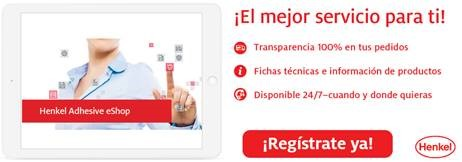 ¡El mejor servicio para ti!
Transparencia 100% en tus pedidos
Fichas técnicas e información de productos
Disponible 24/7–cuando y donde quieras
Henkel Adhesive eShop
¡Regístrate ya!
Henkel